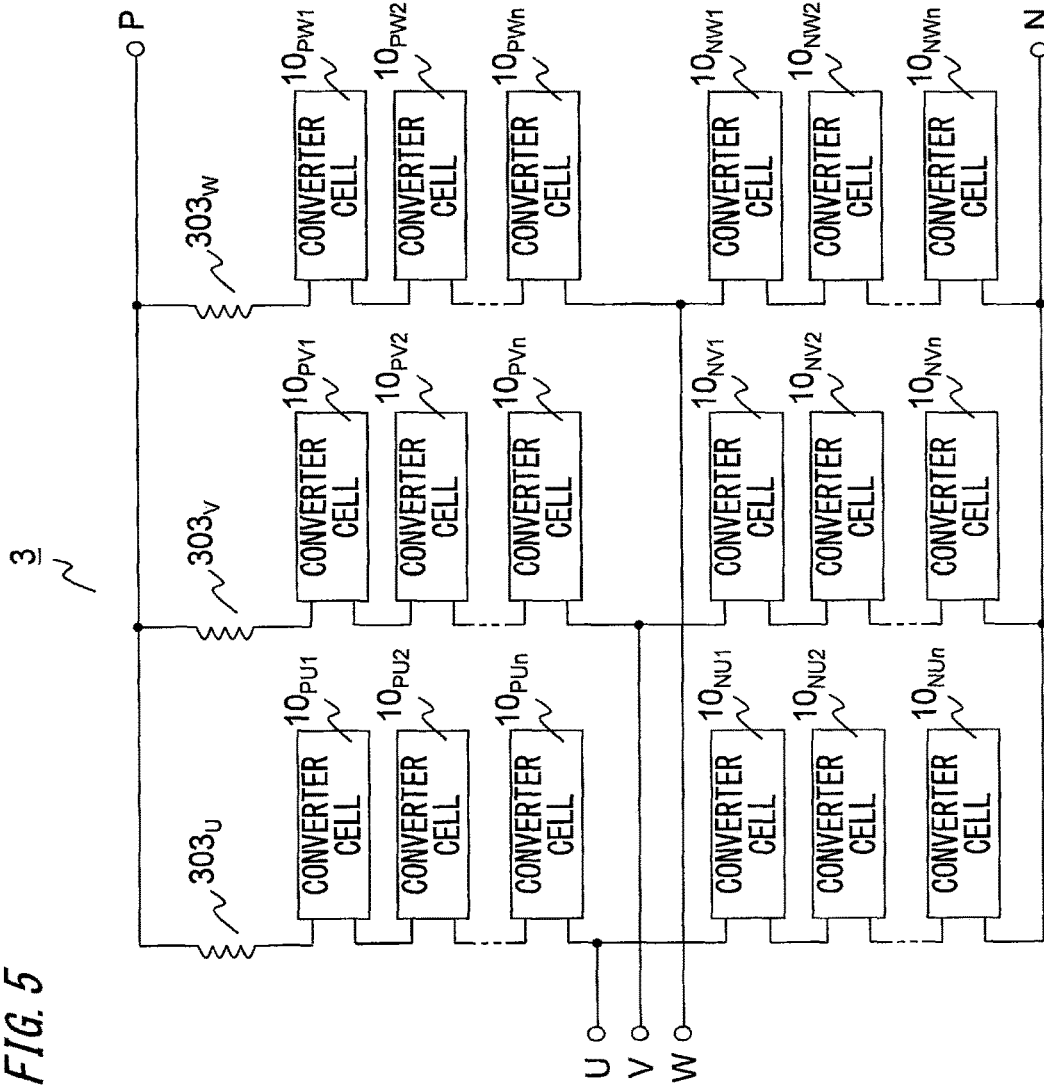 FIG. 5
3
P
303U
303V
303W
10PU1
CONVERTER
CELL
10PV1
CONVERTER
CELL
10PW1
CONVERTER
CELL
10PU2
CONVERTER
CELL
10PV2
CONVERTER
CELL
10PW2
CONVERTER
CELL
10PUn
CONVERTER
CELL
10PVn
CONVERTER
CELL
10PWn
CONVERTER
CELL
U
V
W
10NU1
CONVERTER
CELL
10NV1
CONVERTER
CELL
10NW1
CONVERTER
CELL
10NU2
CONVERTER
CELL
10NV2
CONVERTER
CELL
10NW2
CONVERTER
CELL
10NUn
CONVERTER
CELL
10NVn
CONVERTER
CELL
10NWn
CONVERTER
CELL
N